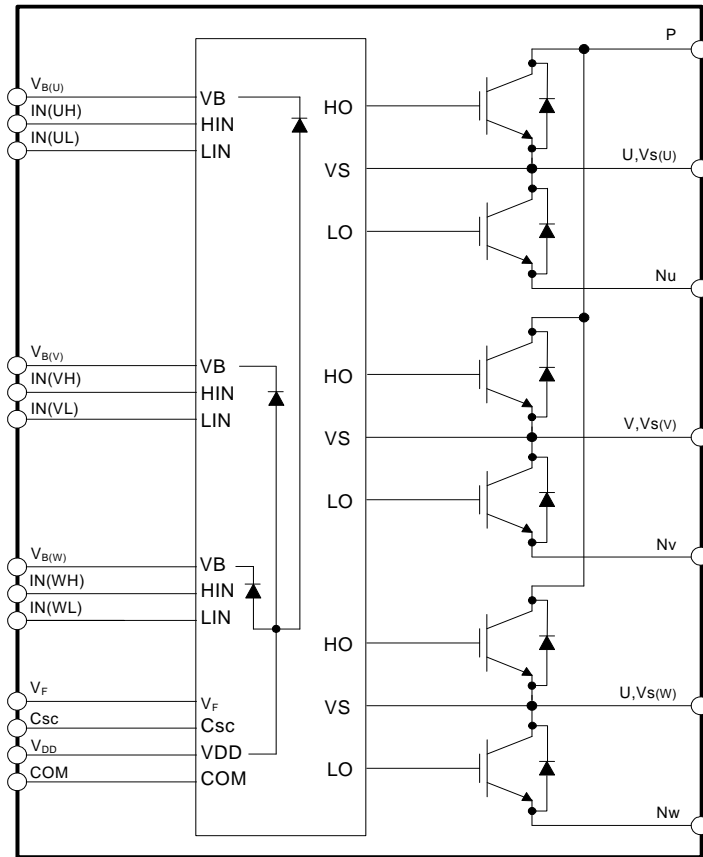 P
VB(U)
VB
IN(UH)
HIN
HO
IN(UL)
LIN
VS
U,Vs(U)
LO
Nu
VB(V)
VB
IN(VH)
HIN
HO
IN(VL)
LIN
VS
V,Vs(V)
LO
Nv
VB(W)
VB
IN(WH)
HIN
IN(WL)
LIN
HO
VF
VF
VS
U,Vs(W)
Csc
Csc
VDD
VDD
LO
COM
COM
Nw